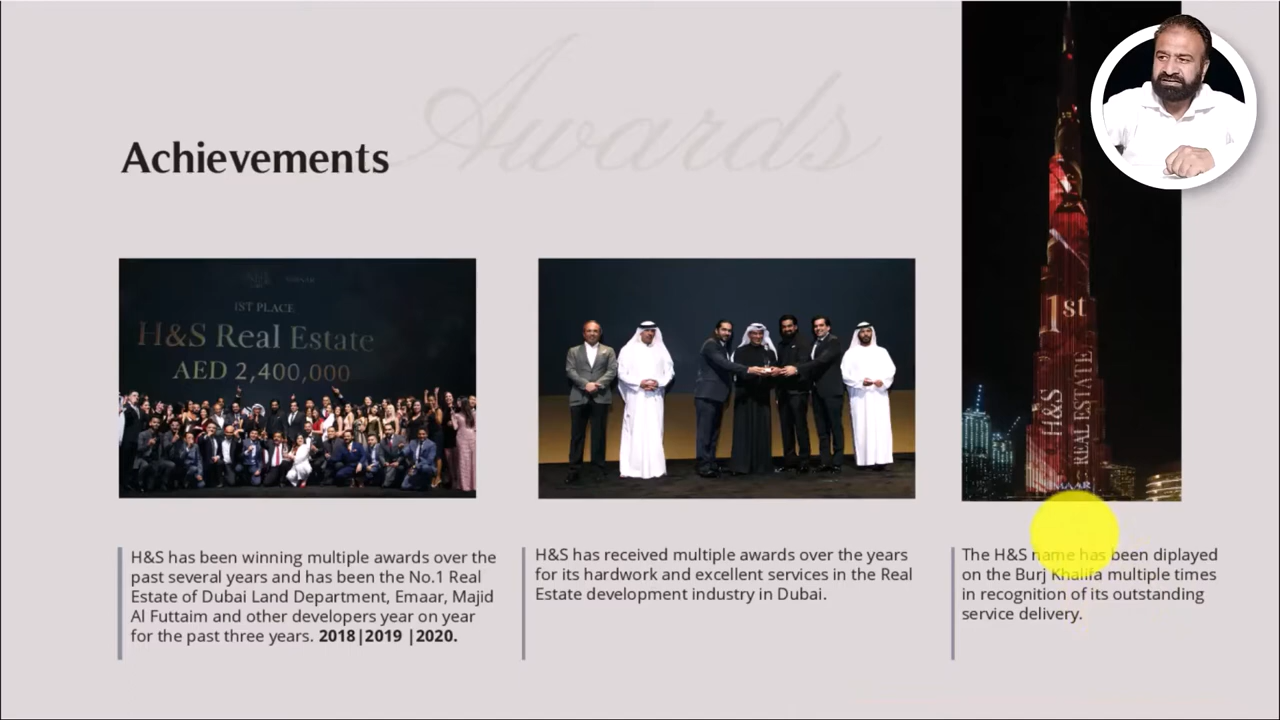 Awards
Achievements
1ST PLACE
H&S Real Estate
AED 2,400,000
1st
H&S
REAL ESTATE
EMAAR
H&S has been winning multiple awards over the
past several years and has been the No.1 Real
Estate of Dubai Land Department, Emaar, Majid
Al Futtaim and other developers year on year
for the past three years. 2018|2019 |2020.
H&S has received multiple awards over the years
for its hardwork and excellent services in the Real
Estate development industry in Dubai.
The H&S name has been diplayed
on the Burj Khalifa multiple times
in recognition of its outstanding
service delivery.